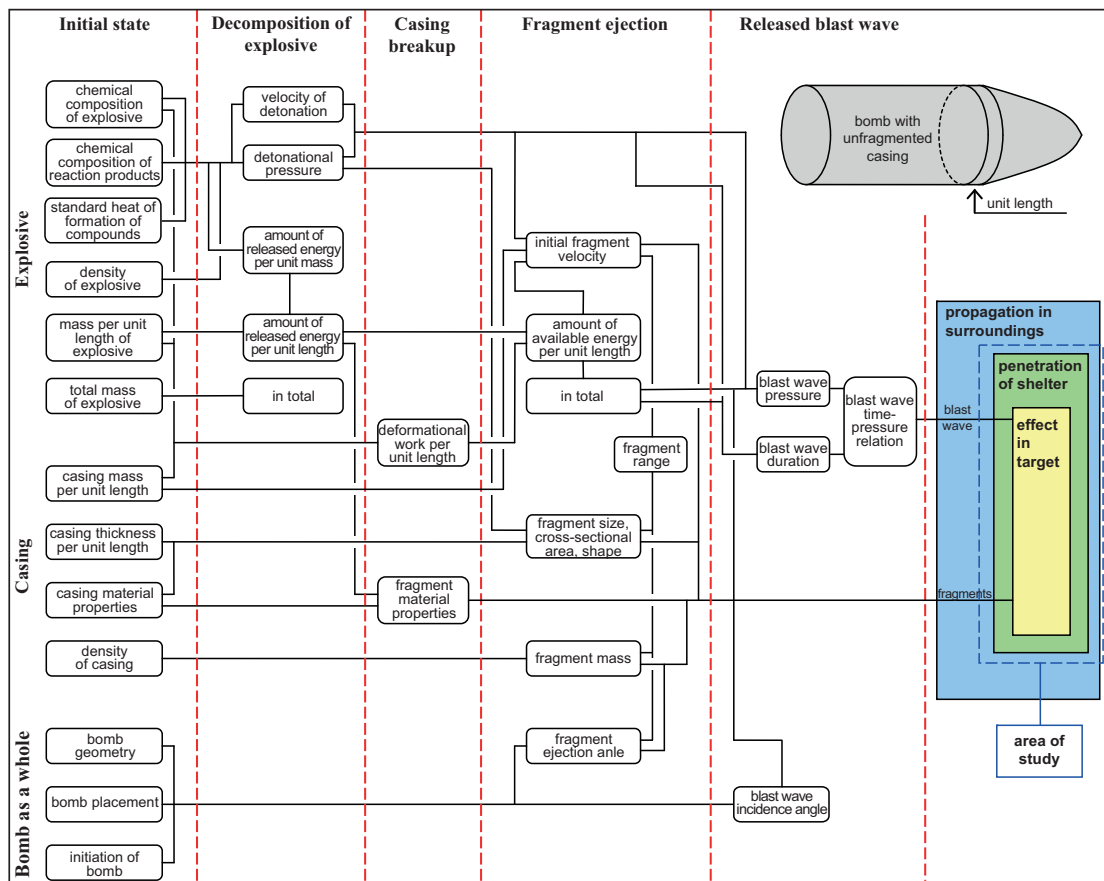 Initial state
Decomposition of
explosive
Casing
breakup
Fragment ejection
Released blast wave
Explosive
chemical
composition
of explosive
chemical
composition of
reaction products
standard heat of
formation of
compounds
density
of explosive
mass per unit
length of
explosive
total mass
of explosive
velocity of
detonation
detonational
pressure
amount of
released energy
per unit mass
amount of
released energy
per unit length
in total
deformational
work per
unit length
initial fragment
velocity
amount of
available energy
per unit length
in total
fragment
range
blast wave
pressure
blast wave
duration
blast wave
time-
pressure
relation
bomb with
unfragmented
casing
unit length
Casing
casing mass
per unit length
casing thickness
per unit length
casing material
properties
density
of casing
fragment
material
properties
fragment size,
cross-sectional
area, shape
fragment mass
Bomb as a whole
bomb
geometry
bomb placement
initiation of
bomb
fragment
ejection anle
blast wave
incidence angle
propagation in
surroundings
penetration
of shelter
effect
in
target
blast
wave
fragments
area of
study